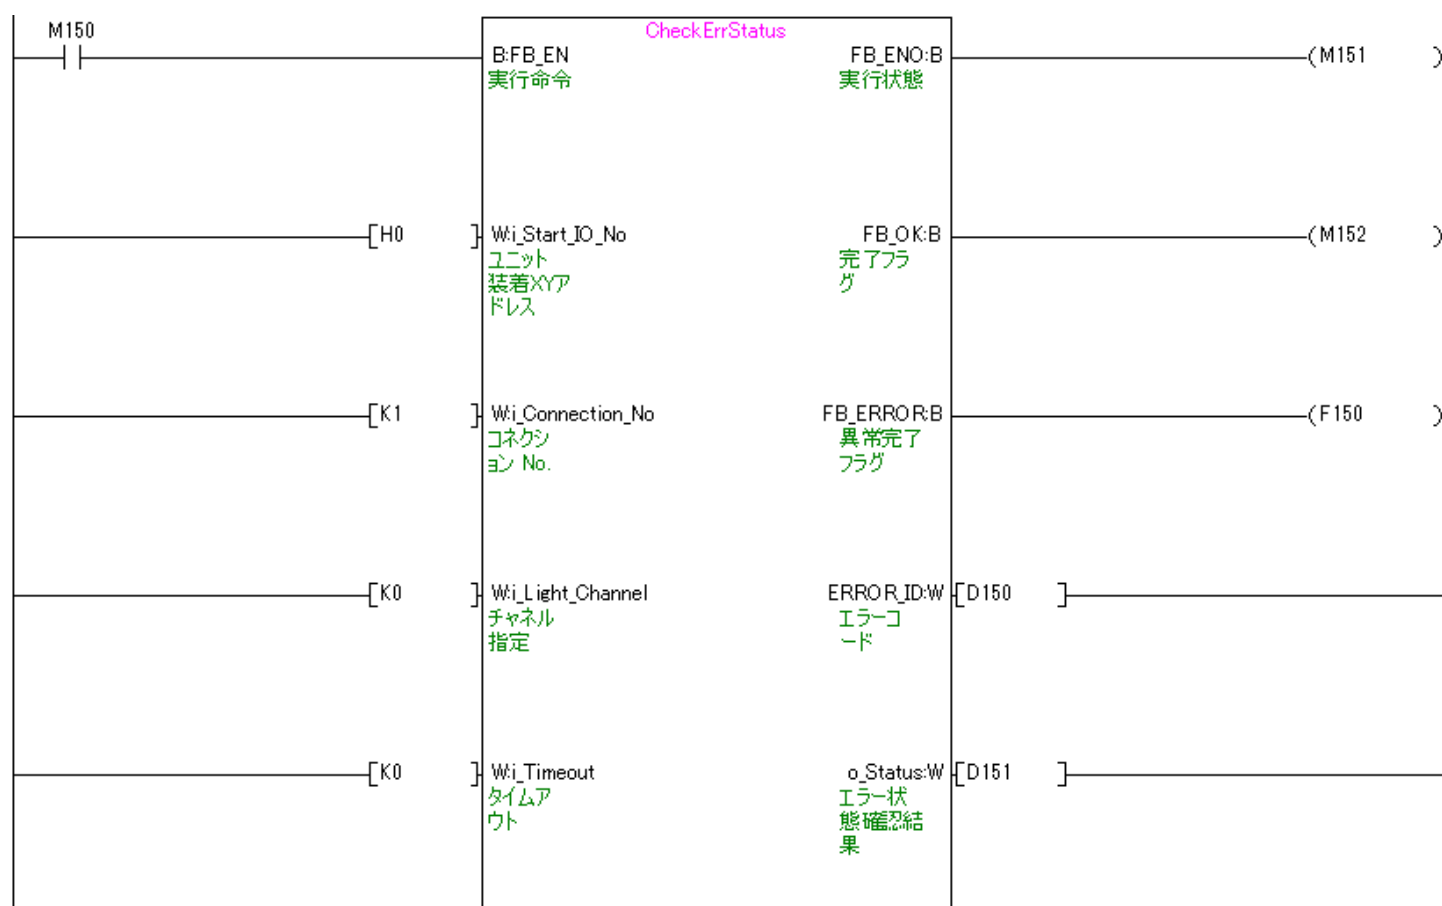 M150
CheckErrStatus
B:FB_EN
実行命令
FB_ENO:B
実行状態
(M151 )
[H0 ]
W:i_Start_IO_No
ユニット
装着XYア
ドレス
FB_OK:B
完了フラ
グ
(M152 )
[K1 ]
W:i_Connection_No
コネクシ
ョン No.
FB_ERROR:B
異常完了
フラグ
(F150 )
[K0 ]
W:i_Light_Channel
チャネル
指定
ERROR_ID:W
エラーコ
ード
[D150 ]
[K0 ]
W:i_Timeout
タイムア
ウト
o_Status:W
エラー状
態確認結
果
[D151 ]